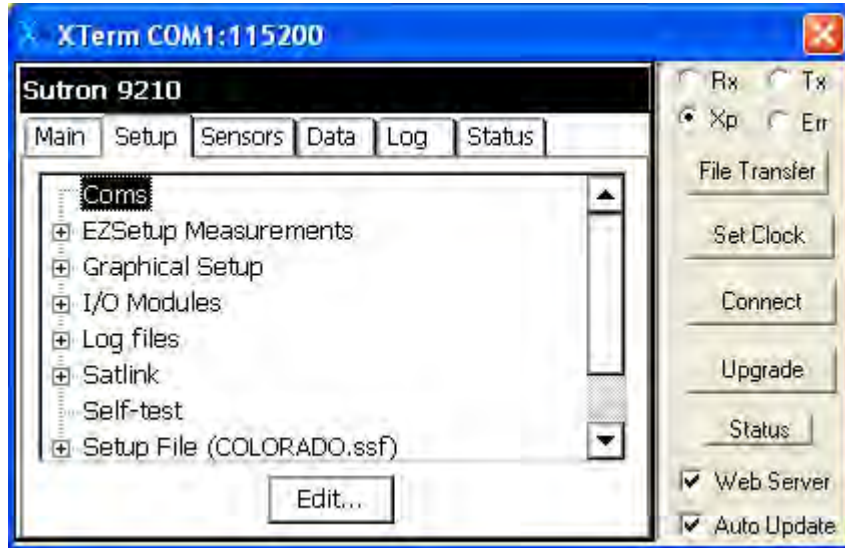 XTerm COM1:115200
Sutron 9210
Main Setup Sensors Data Log Status
Coms
EZSetup Measurements
Graphical Setup
I/O Modules
Log files
Satlink
Self-test
Setup File (COLORADO.ssf)
Edit...
Rx Tx
Xp Err
File Transfer
Set Clock
Connect
Upgrade
Status
Web Server
Auto Update